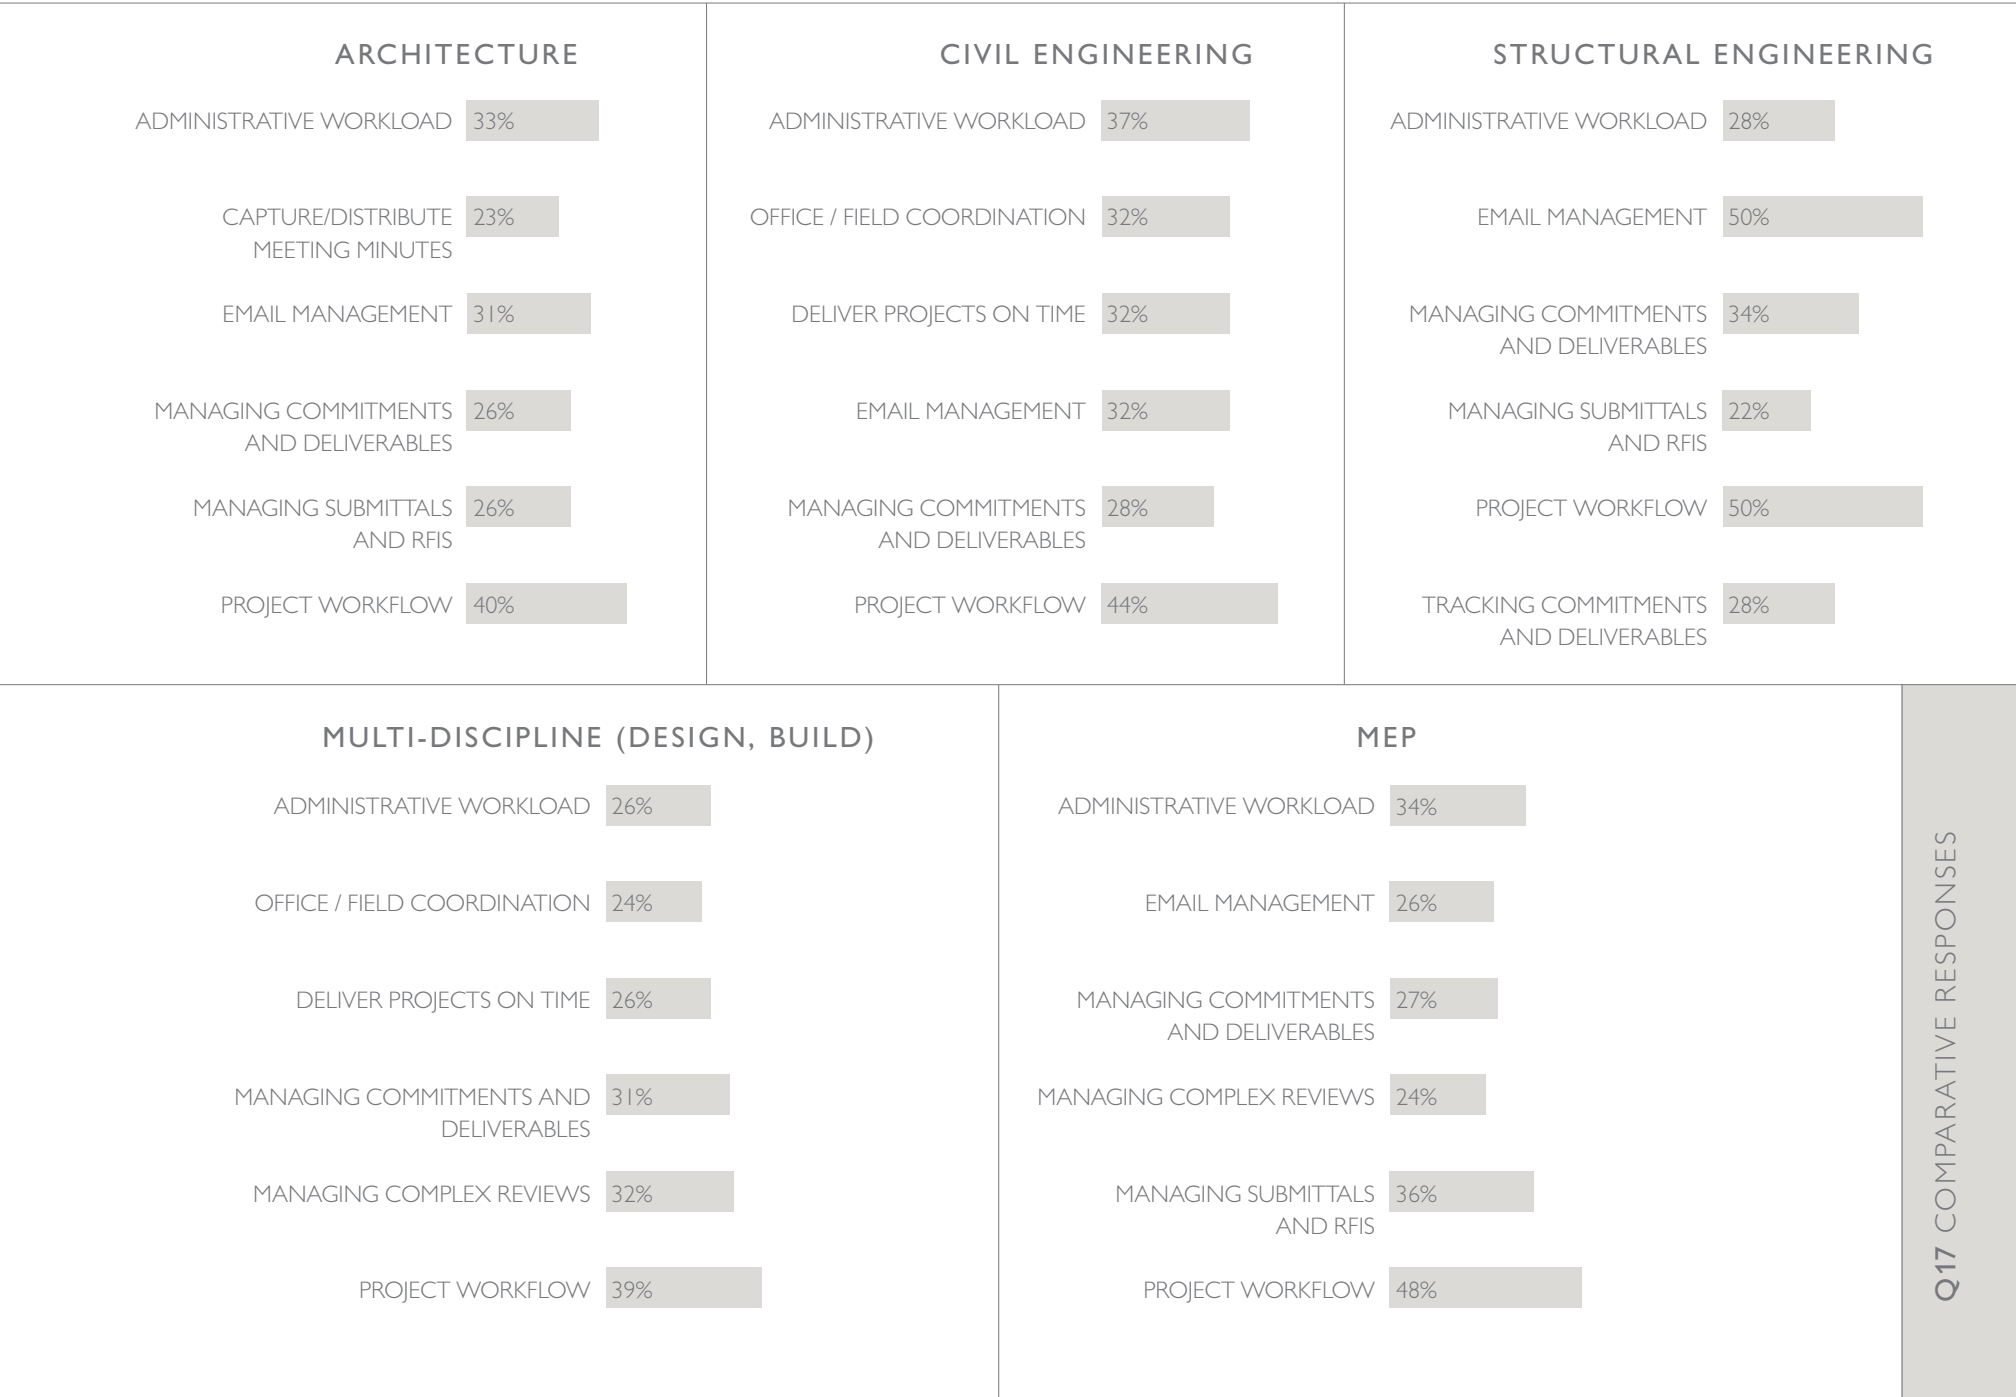 ARCHITECTURE
ADMINISTRATIVE WORKLOAD 33%
CAPTURE/DISTRIBUTE 23%
MEETING MINUTES
EMAIL MANAGEMENT 31%
MANAGING COMMITMENTS 26%
AND DELIVERABLES
MANAGING SUBMITTALS 26%
AND RFIS
PROJECT WORKFLOW 40%
CIVIL ENGINEERING
ADMINISTRATIVE WORKLOAD 37%
OFFICE / FIELD COORDINATION 32%
DELIVER PROJECTS ON TIME 32%
EMAIL MANAGEMENT 32%
MANAGING COMMITMENTS 28%
AND DELIVERABLES
PROJECT WORKFLOW 44%
STRUCTURAL ENGINEERING
ADMINISTRATIVE WORKLOAD 28%
EMAIL MANAGEMENT 50%
MANAGING COMMITMENTS 34%
AND DELIVERABLES
MANAGING SUBMITTALS 22%
AND RFIS
PROJECT WORKFLOW 50%
TRACKING COMMITMENTS 28%
AND DELIVERABLES
MULTI-DISCIPLINE (DESIGN, BUILD)
ADMINISTRATIVE WORKLOAD 26%
OFFICE / FIELD COORDINATION 24%
DELIVER PROJECTS ON TIME 26%
MANAGING COMMITMENTS AND 31%
DELIVERABLES
MANAGING COMPLEX REVIEWS 32%
PROJECT WORKFLOW 39%
MEP
ADMINISTRATIVE WORKLOAD 34%
EMAIL MANAGEMENT 26%
MANAGING COMMITMENTS 27%
AND DELIVERABLES
MANAGING COMPLEX REVIEWS 24%
MANAGING SUBMITTALS 36%
AND RFIS
PROJECT WORKFLOW 48%
Q17 COMPARATIVE RESPONSES